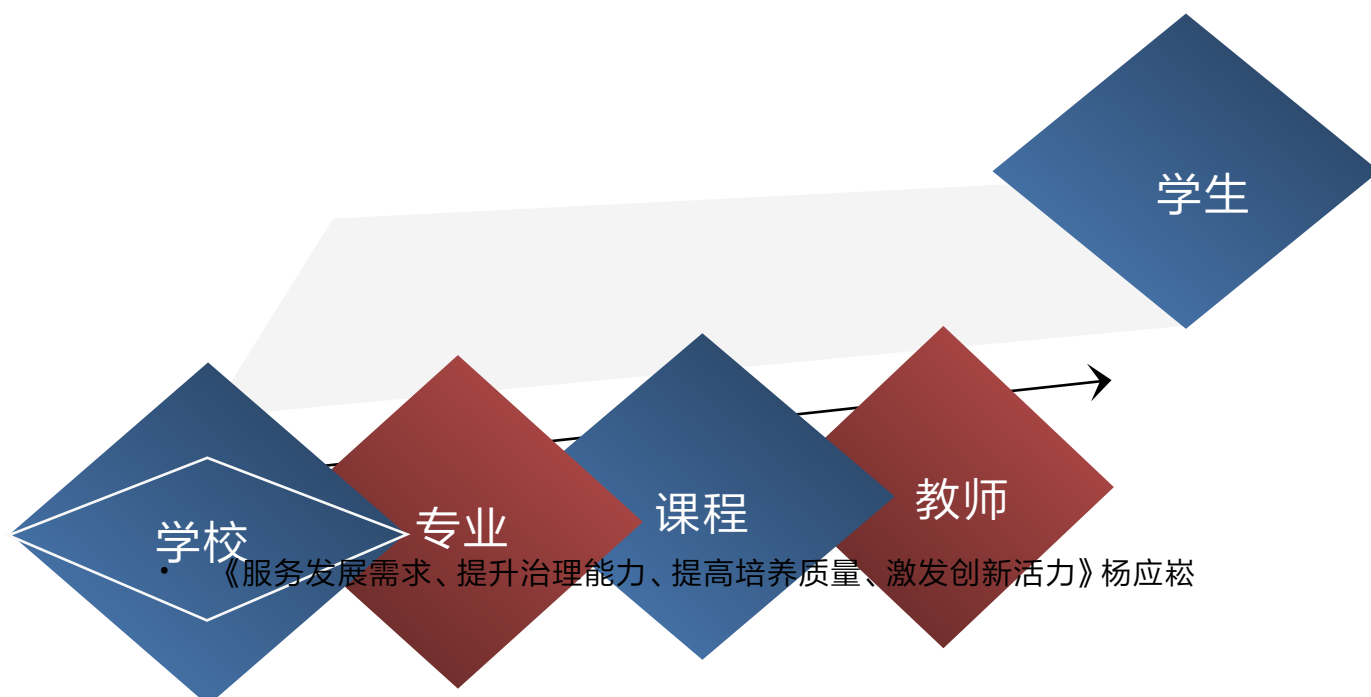 学生
学校
专业
课程
教师
• 《服务发展需求、提升治理能力、提高培养质量、激发创新活力》杨应崧